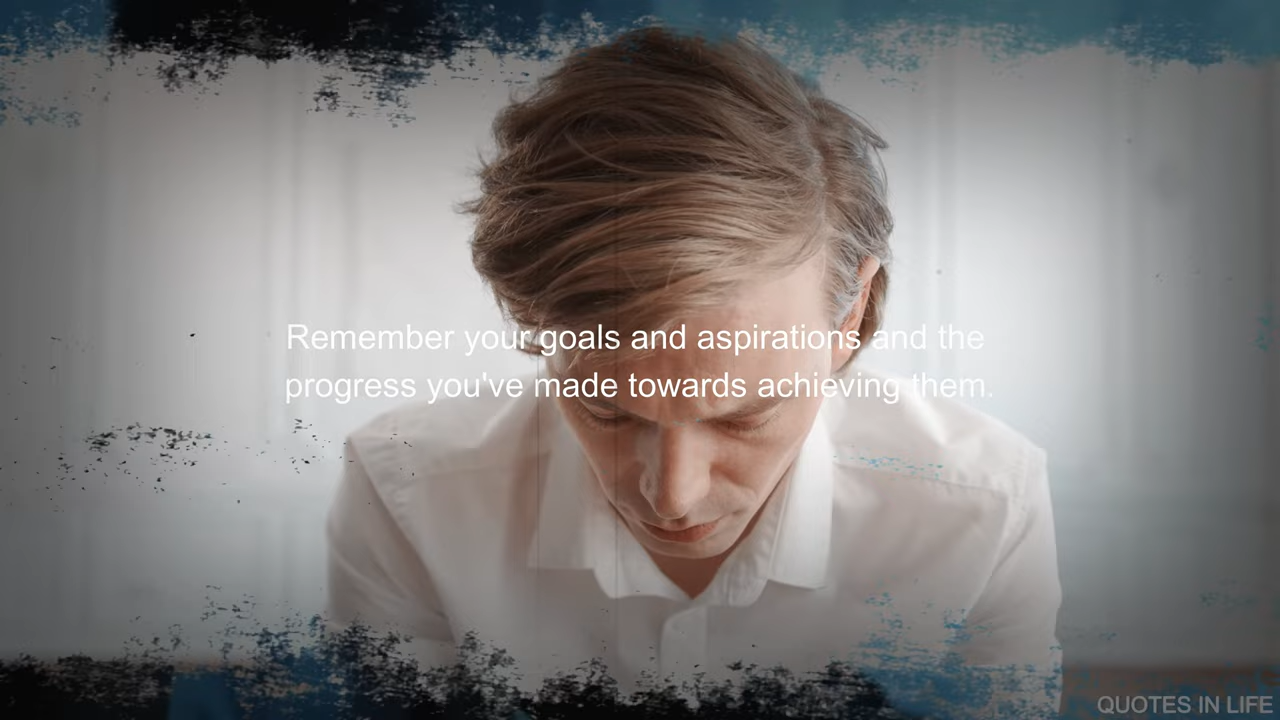 Remember your goals and aspirations and the
progress you've made towards achieving them.
QUOTES IN LIFE